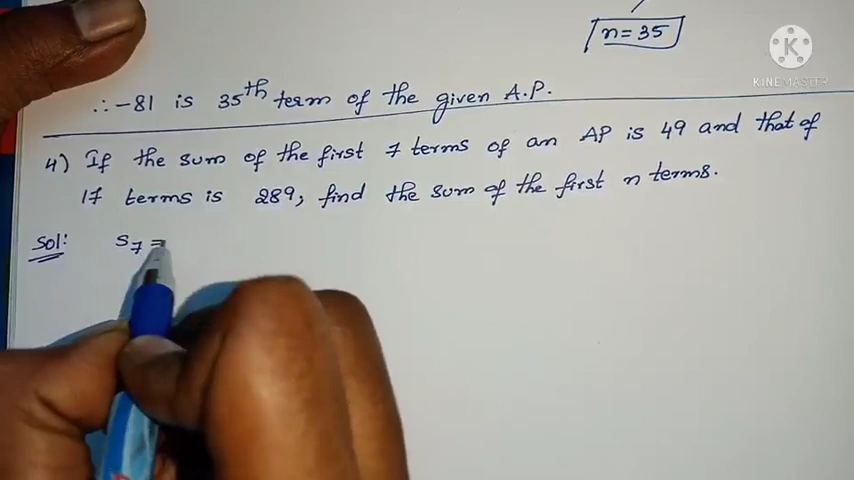 n=35
K
KINEMASTER
∴ -81 is 35th term of the given A.P.
4) If the sum of the first 7 terms of an AP is 49 and that of
17 terms is 289, find the sum of the first n terms.
Sol: S7 =